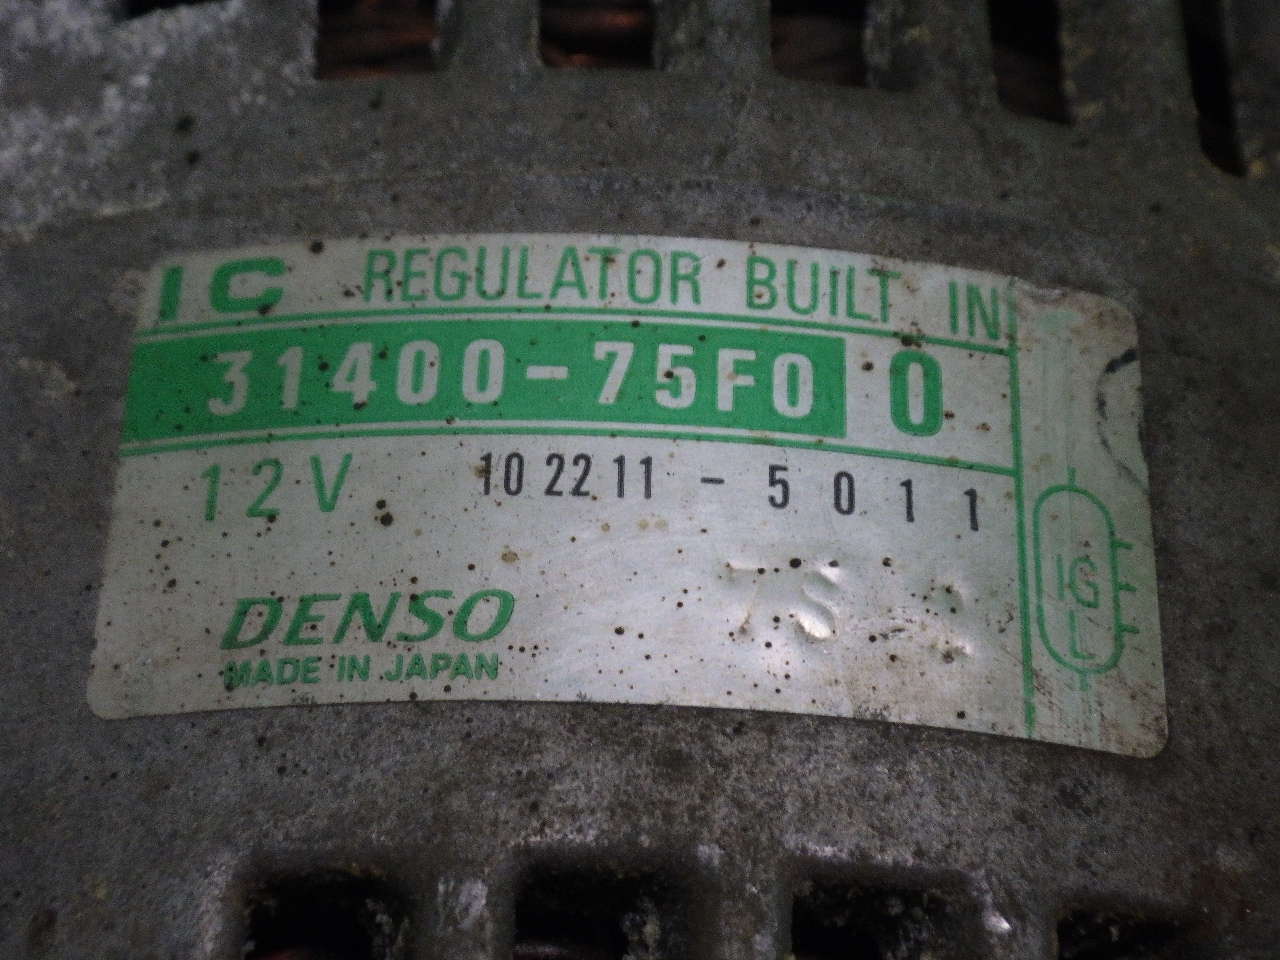 IC REGULATOR BUILT IN
31400-75F0 0
12V 102211-5011
DENSO
MADE IN JAPAN
IG
L